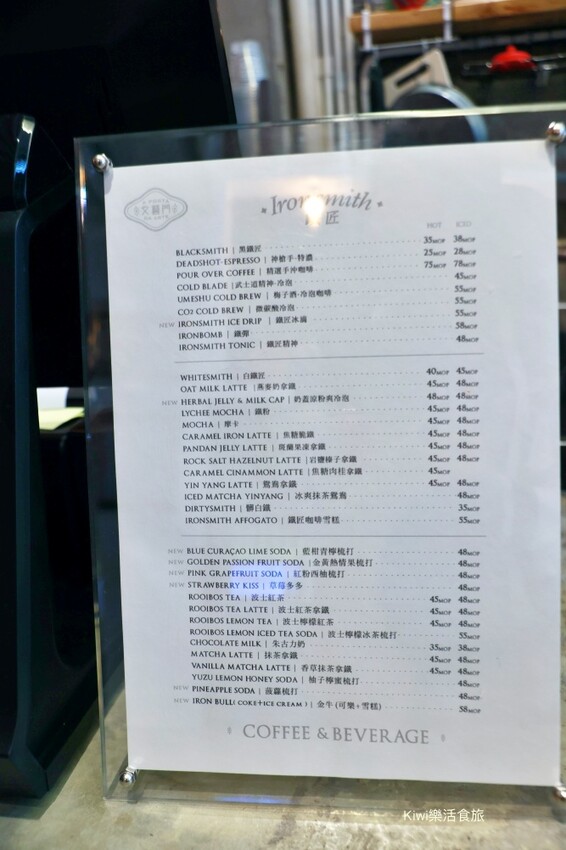 A PORTA
DA ARTE
Ironsmith
匠
HOT ICED
BLACKSMITH | 黑鐵匠 35MOP 38MOP
DEADSHOT-ESPRESSO | 神槍手·特濃 25MOP 28MOP
POUR OVER COFFEE | 精選手沖咖啡 75MOP 78MOP
COLD BLADE | 武士道精神·冷泡 45MOP
UMESHU COLD BREW | 梅子酒·冷泡咖啡 55MOP
CO2 COLD BREW | 微碳酸冷泡 55MOP
NEW IRONSMITH ICE DRIP | 鐵匠冰滴 55MOP
IRONBOMB | 鐵彈 58MOP
IRONSMITH TONIC | 鐵匠精神 48MOP
WHITESMITH | 白鐵匠 40MOP 45MOP
OAT MILK LATTE | 燕麥奶拿鐵 45MOP 48MOP
NEW HERBAL JELLY & MILK CAP | 奶蓋涼粉爽冷泡 48MOP 48MOP
LYCHEE MOCHA | 鐵粉 45MOP 48MOP
MOCHA | 摩卡 45MOP 48MOP
CARAMEL IRON LATTE | 焦糖脆鐵 45MOP 48MOP
PANDAN JELLY LATTE | 斑蘭果凍拿鐵 45MOP 48MOP
ROCK SALT HAZELNUT LATTE | 岩鹽榛子拿鐵 45MOP 48MOP
CARAMEL CINAMMON LATTE | 焦糖肉桂拿鐵 45MOP
YIN YANG LATTE | 鴛鴦拿鐵 45MOP 48MOP
ICED MATCHA YINYANG | 冰爽抹茶鴛鴦 48MOP
DIRTYSMITH | 髒白鐵 35MOP
IRONSMITH AFFOGATO | 鐵匠咖啡雪糕 55MOP
NEW BLUE CURAÇAO LIME SODA | 藍柑青檸梳打 48MOP
NEW GOLDEN PASSION FRUIT SODA | 金黃熱情果梳打 48MOP
NEW PINK GRAPEFRUIT SODA | 紅粉西柚梳打 48MOP
NEW STRAWBERRY KISS | 草莓多多 48MOP
ROOIBOS TEA | 波士紅茶 45MOP 48MOP
ROOIBOS TEA LATTE | 波士紅茶拿鐵 45MOP 48MOP
ROOIBOS LEMON TEA | 波士檸檬紅茶 45MOP 48MOP
ROOIBOS LEMON ICED TEA SODA | 波士檸檬冰茶梳打 55MOP
CHOCOLATE MILK | 朱古力奶 35MOP 38MOP
MATCHA LATTE | 抹茶拿鐵 45MOP 48MOP
VANILLA MATCHA LATTE | 香草抹茶拿鐵 45MOP 48MOP
YUZU LEMON HONEY SODA | 柚子檸蜜梳打 48MOP
NEW PINEAPPLE SODA | 菠蘿梳打 48MOP
NEW IRON BULL( COKE+ICE CREAM ) | 金牛 (可樂+雪糕) 58MOP
COFFEE & BEVERAGE
Kiwi樂活食旅